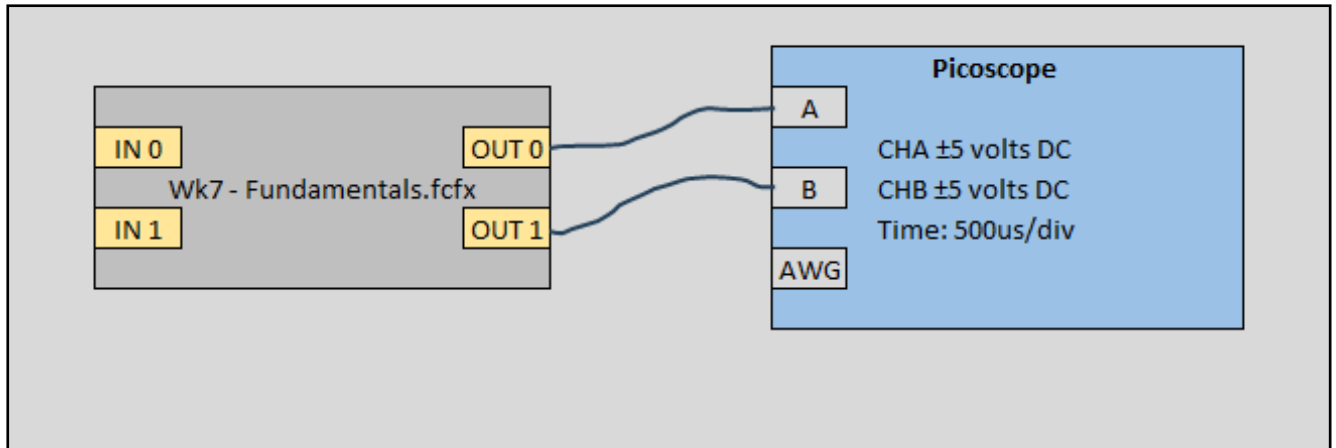 Picoscope
A
IN 0
OUT 0
CHA ±5 volts DC
Wk7 - Fundamentals.fcfx
B
CHB ±5 volts DC
IN 1
OUT 1
Time: 500us/div
AWG